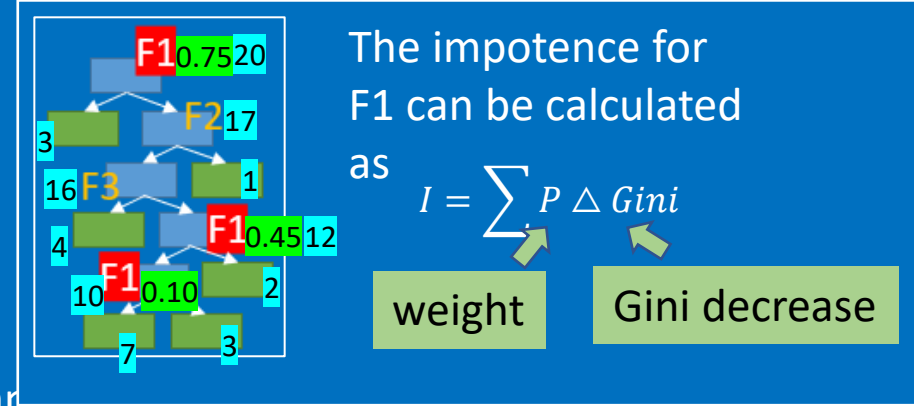 F1 0.75 20
F2 17
3
16 F3
1
F1 0.45 12
4
F1
10 0.10
2
7
3
The impotence for
F1 can be calculated
as
I = ∑ P △ Gini
weight
Gini decrease